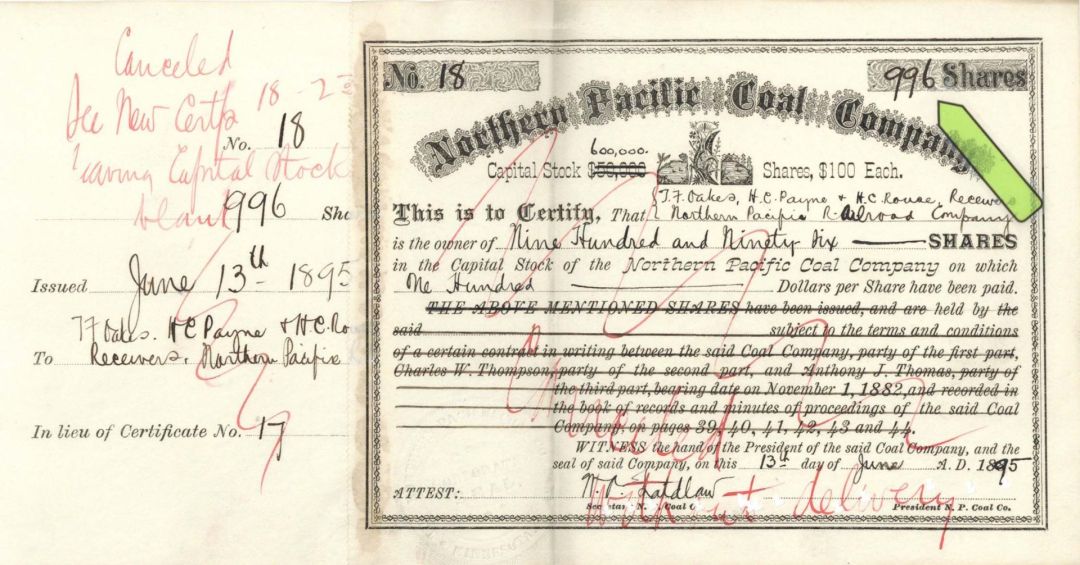 Canceled
See New Certf 18-2
No. 18
Capital Stock
blank
996 Sha
Issued June 13th 1895
T F Oakes. H C Payne & H C Ro
To Receivers. Northern Pacific
In lieu of Certificate No. 17
No. 18
996 Shares
Northern Pacific Coal Company
600,000.
Capital Stock $50,000 Shares, $100 Each.
This is to Certify, That T. F. Oakes, H. C. Payne & H. C. Rouse, Receivers
Northern Pacific Railroad Company
is the owner of Nine Hundred and Ninety Six SHARES
in the Capital Stock of the Northern Pacific Coal Company on which
One Hundred Dollars per Share have been paid.
THE ABOVE MENTIONED SHARES have been issued, and are held by the
said subject to the terms and conditions
of a certain contract in writing between the said Coal Company, party of the first part,
Charles W. Thompson, party of the second part, and Anthony J. Thomas, party of
the third part, bearing date on November 1, 1882, and recorded in
the book of records and minutes of proceedings of the said Coal
Company, on pages 39, 40, 41, 42, 43 and 44.
Canceled
WITNESS the hand of the President of the said Coal Company, and the
seal of said Company, on this 13th day of June A. D. 1895
ATTEST:
without delivery
Secretary N. P. Coal Co. President N. P. Coal Co.